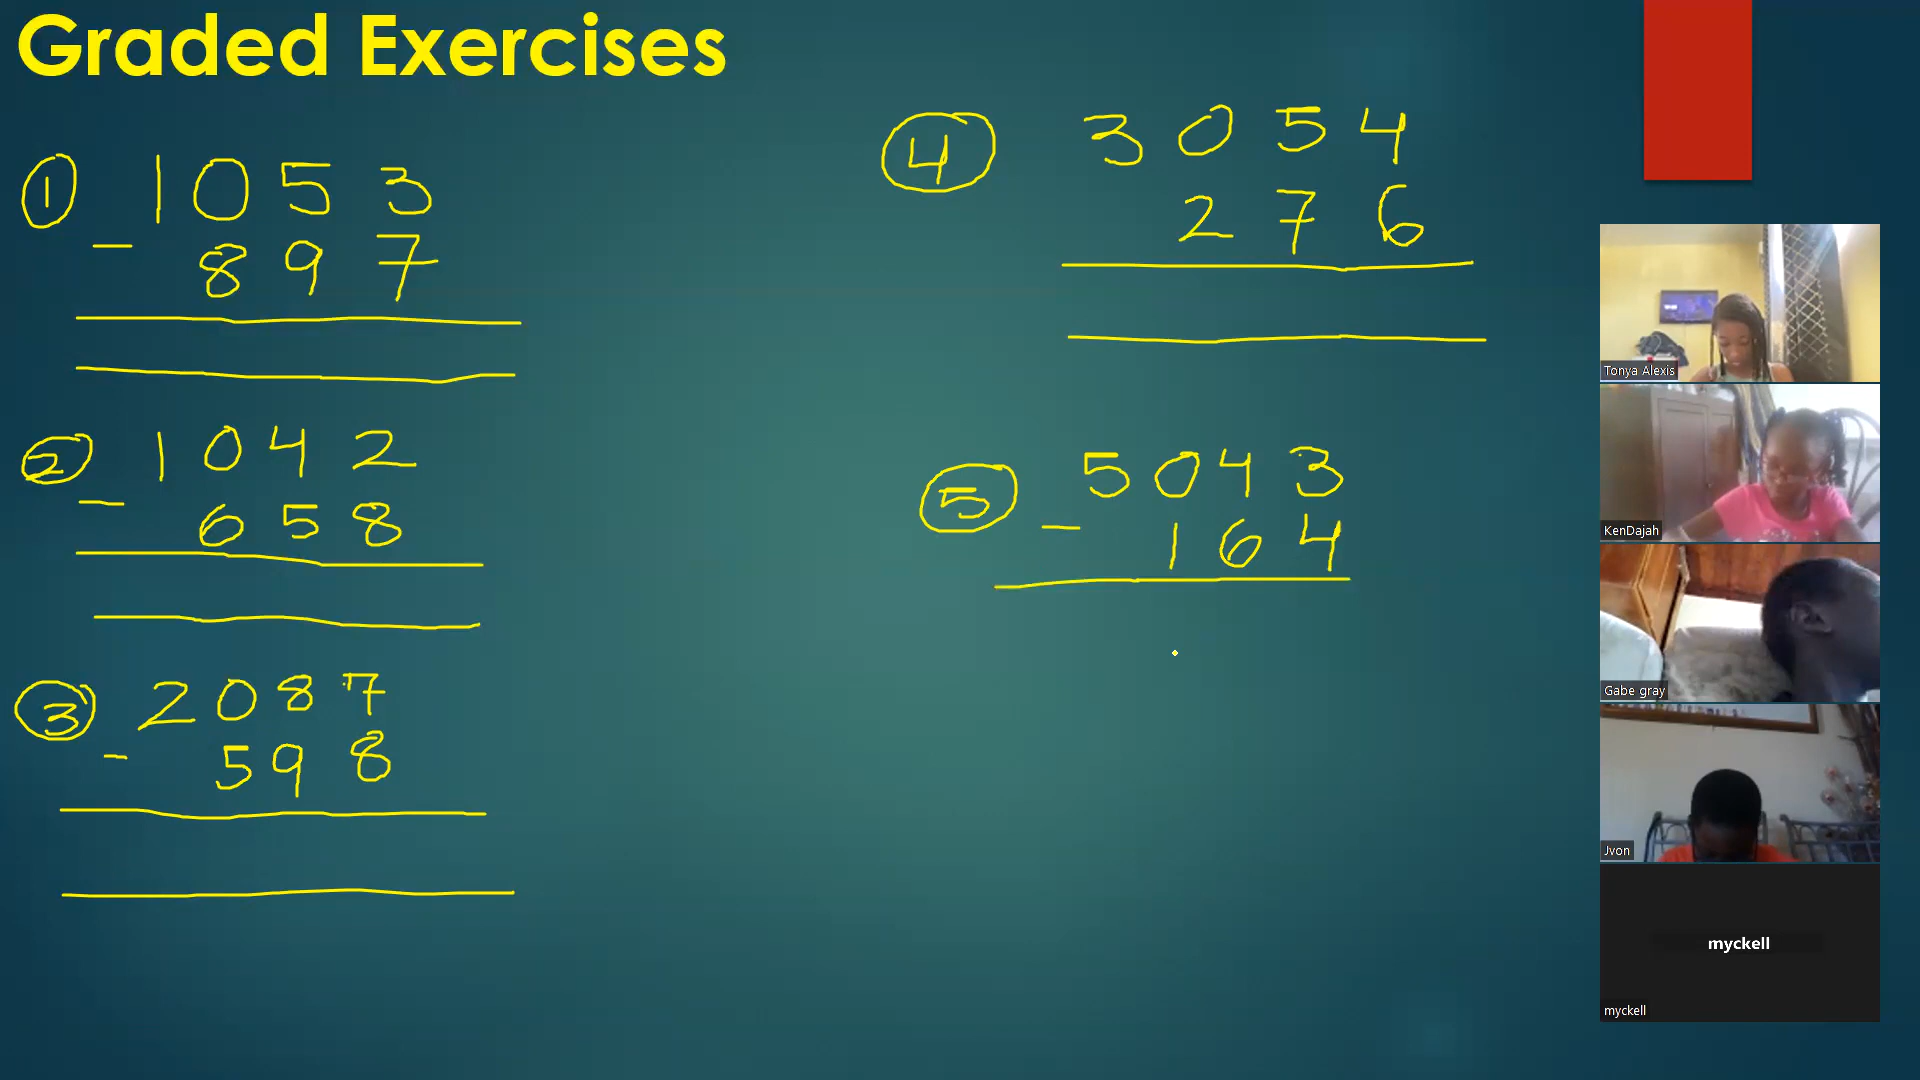 Graded Exercises
① 1053
- 897
② 1042
- 658
③ 2087
- 598
④ 3054
276
⑤ 5043
- 164
Tonya Alexis
KenDajah
Gabe gray
Jvon
myckell
myckell